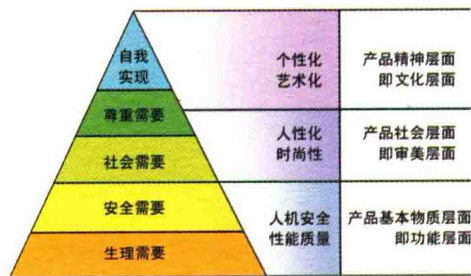 自我
实现
尊重需要
社会需要
安全需要
生理需要
个性化
艺术化
人性化
时尚性
人机安全
性能质量
产品精神层面
即文化层面
产品社会层面
即审美层面
产品基本物质层面
即功能层面